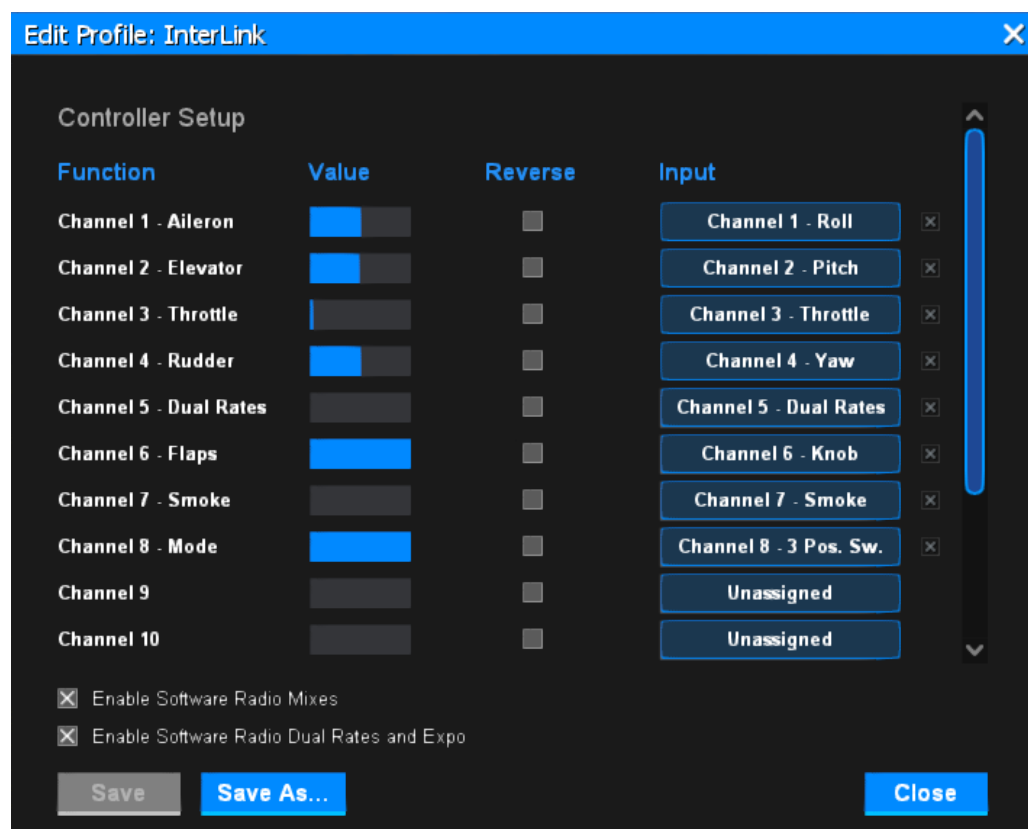 Edit Profile: InterLink
Controller Setup
Function Value Reverse Input
Channel 1 - Aileron Channel 1 - Roll
Channel 2 - Elevator Channel 2 - Pitch
Channel 3 - Throttle Channel 3 - Throttle
Channel 4 - Rudder Channel 4 - Yaw
Channel 5 - Dual Rates Channel 5 - Dual Rates
Channel 6 - Flaps Channel 6 - Knob
Channel 7 - Smoke Channel 7 - Smoke
Channel 8 - Mode Channel 8 - 3 Pos. Sw.
Channel 9 Unassigned
Channel 10 Unassigned
Enable Software Radio Mixes
Enable Software Radio Dual Rates and Expo
Save Save As... Close